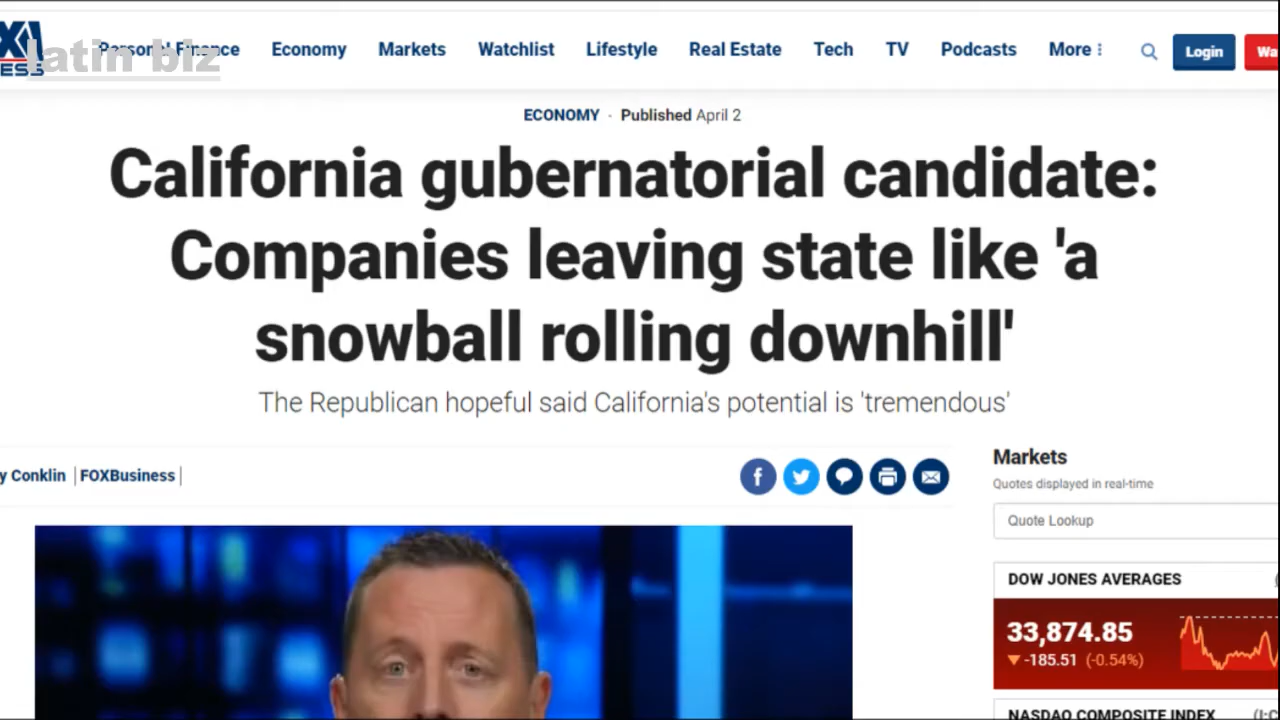 latin biz
Personal Finance Economy Markets Watchlist Lifestyle Real Estate Tech TV Podcasts More Login
ECONOMY · Published April 2
California gubernatorial candidate:
Companies leaving state like 'a
snowball rolling downhill'
The Republican hopeful said California's potential is 'tremendous'
y Conklin | FOXBusiness |
Markets
Quotes displayed in real-time
Quote Lookup
DOW JONES AVERAGES
33,874.85
▼ -185.51 (-0.54%)
NASDAQ COMPOSITE INDEX